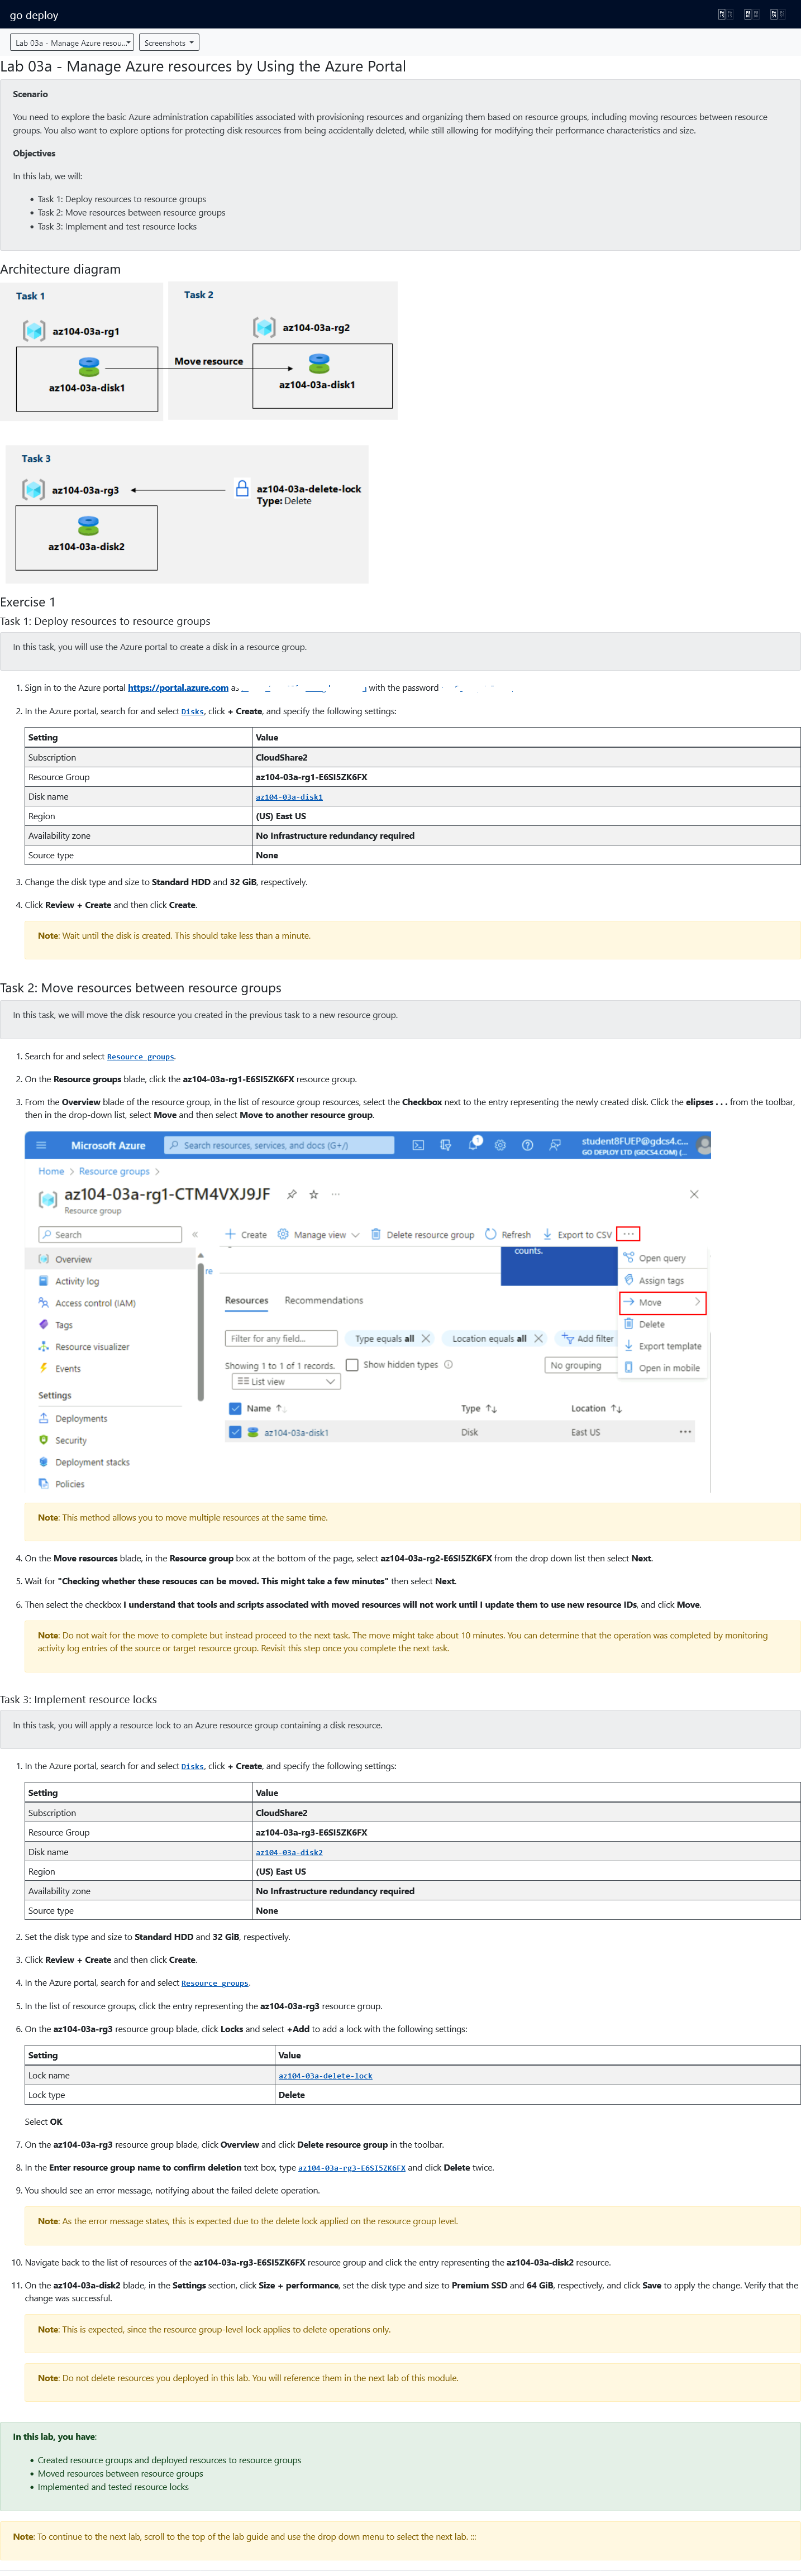 go deploy
Lab 03a - Manage Azure resou...
Screenshots
Lab 03a - Manage Azure resources by Using the Azure Portal
Scenario
You need to explore the basic Azure administration capabilities associated with provisioning resources and organizing them based on resource groups, including moving resources between resource
groups. You also want to explore options for protecting disk resources from being accidentally deleted, while still allowing for modifying their performance characteristics and size.
Objectives
In this lab, we will:
• Task 1: Deploy resources to resource groups
• Task 2: Move resources between resource groups
• Task 3: Implement and test resource locks
Architecture diagram
Task 1
az104-03a-rg1
az104-03a-disk1
Move resource
Task 2
az104-03a-rg2
az104-03a-disk1
Task 3
az104-03a-rg3
az104-03a-disk2
az104-03a-delete-lock
Type: Delete
Exercise 1
Task 1: Deploy resources to resource groups
In this task, you will use the Azure portal to create a disk in a resource group.
1. Sign in to the Azure portal https://portal.azure.com as with the password
2. In the Azure portal, search for and select Disks, click + Create, and specify the following settings:
Setting Value
Subscription CloudShare2
Resource Group az104-03a-rg1-E6SI5ZK6FX
Disk name az104-03a-disk1
Region (US) East US
Availability zone No Infrastructure redundancy required
Source type None
3. Change the disk type and size to Standard HDD and 32 GiB, respectively.
4. Click Review + Create and then click Create.
Note: Wait until the disk is created. This should take less than a minute.
Task 2: Move resources between resource groups
In this task, we will move the disk resource you created in the previous task to a new resource group.
1. Search for and select Resource groups.
2. On the Resource groups blade, click the az104-03a-rg1-E6SI5ZK6FX resource group.
3. From the Overview blade of the resource group, in the list of resource group resources, select the Checkbox next to the entry representing the newly created disk. Click the elipses . . . from the toolbar,
then in the drop-down list, select Move and then select Move to another resource group.
Microsoft Azure
Search resources, services, and docs (G+/)
1
student8FUEP@gdcs4.c...
GO DEPLOY LTD (GDCS4.COM) (...
Home > Resource groups >
az104-03a-rg1-CTM4VXJ9JF
Resource group
Search
Create Manage view Delete resource group Refresh Export to CSV ...
Overview
Activity log
Access control (IAM)
Tags
Resource visualizer
Events
Settings
Deployments
Security
Deployment stacks
Policies
re
counts.
Open query
Assign tags
Move
Delete
Export template
Open in mobile
Resources Recommendations
Filter for any field... Type equals all Location equals all Add filter
Showing 1 to 1 of 1 records. Show hidden types No grouping
List view
Name Type Location
az104-03a-disk1 Disk East US ...
Note: This method allows you to move multiple resources at the same time.
4. On the Move resources blade, in the Resource group box at the bottom of the page, select az104-03a-rg2-E6SI5ZK6FX from the drop down list then select Next.
5. Wait for "Checking whether these resouces can be moved. This might take a few minutes" then select Next.
6. Then select the checkbox I understand that tools and scripts associated with moved resources will not work until I update them to use new resource IDs, and click Move.
Note: Do not wait for the move to complete but instead proceed to the next task. The move might take about 10 minutes. You can determine that the operation was completed by monitoring
activity log entries of the source or target resource group. Revisit this step once you complete the next task.
Task 3: Implement resource locks
In this task, you will apply a resource lock to an Azure resource group containing a disk resource.
1. In the Azure portal, search for and select Disks, click + Create, and specify the following settings:
Setting Value
Subscription CloudShare2
Resource Group az104-03a-rg3-E6SI5ZK6FX
Disk name az104-03a-disk2
Region (US) East US
Availability zone No Infrastructure redundancy required
Source type None
2. Set the disk type and size to Standard HDD and 32 GiB, respectively.
3. Click Review + Create and then click Create.
4. In the Azure portal, search for and select Resource groups.
5. In the list of resource groups, click the entry representing the az104-03a-rg3 resource group.
6. On the az104-03a-rg3 resource group blade, click Locks and select +Add to add a lock with the following settings:
Setting Value
Lock name az104-03a-delete-lock
Lock type Delete
Select OK
7. On the az104-03a-rg3 resource group blade, click Overview and click Delete resource group in the toolbar.
8. In the Enter resource group name to confirm deletion text box, type az104-03a-rg3-E6SI5ZK6FX and click Delete twice.
9. You should see an error message, notifying about the failed delete operation.
Note: As the error message states, this is expected due to the delete lock applied on the resource group level.
10. Navigate back to the list of resources of the az104-03a-rg3-E6SI5ZK6FX resource group and click the entry representing the az104-03a-disk2 resource.
11. On the az104-03a-disk2 blade, in the Settings section, click Size + performance, set the disk type and size to Premium SSD and 64 GiB, respectively, and click Save to apply the change. Verify that the
change was successful.
Note: This is expected, since the resource group-level lock applies to delete operations only.
Note: Do not delete resources you deployed in this lab. You will reference them in the next lab of this module.
In this lab, you have:
• Created resource groups and deployed resources to resource groups
• Moved resources between resource groups
• Implemented and tested resource locks
Note: To continue to the next lab, scroll to the top of the lab guide and use the drop down menu to select the next lab. :::